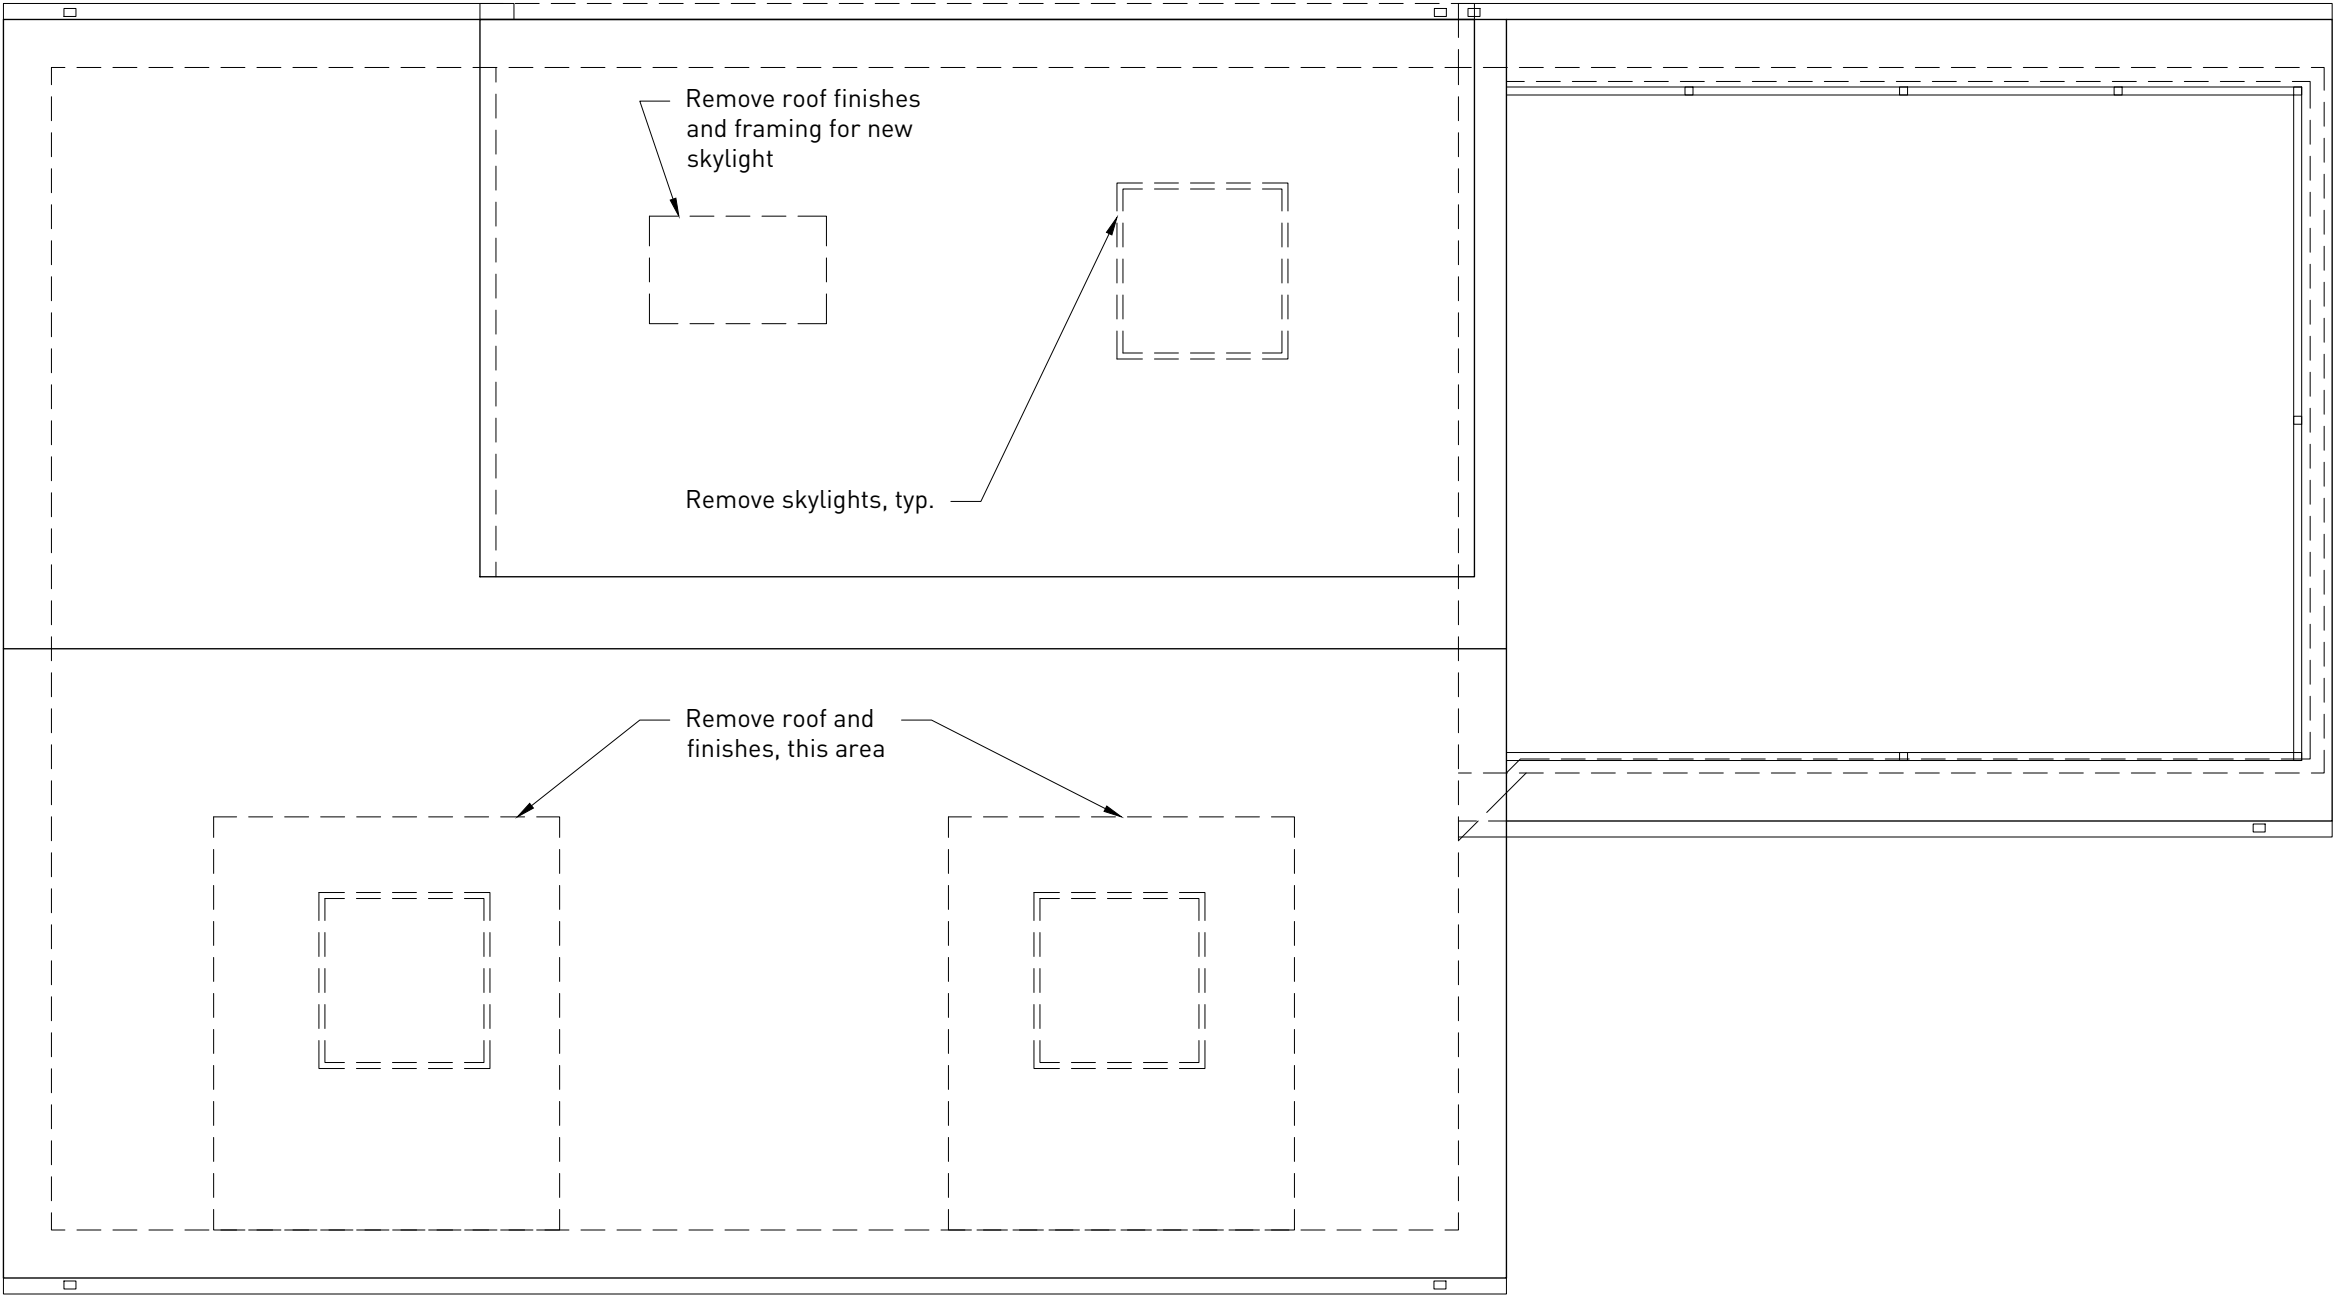 Remove roof finishes
and framing for new
skylight
Remove skylights, typ.
Remove roof and
finishes, this area